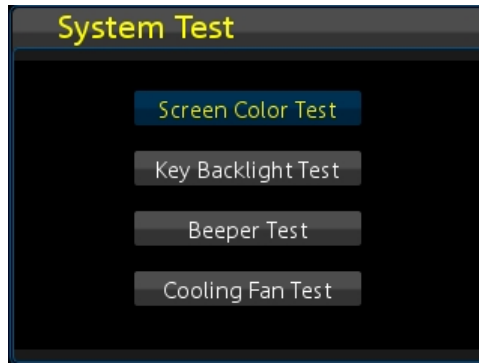 System Test
Screen Color Test
Key Backlight Test
Beeper Test
Cooling Fan Test